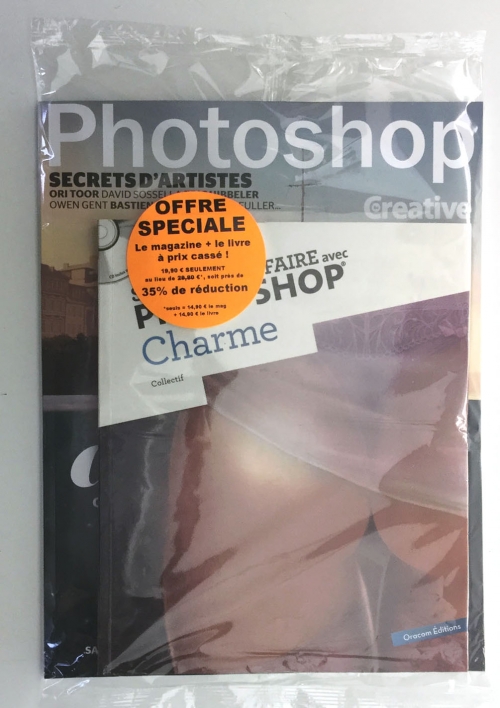 Photoshop
SECRETS D'ARTISTES
ORI TOOR DAVID SOSSELLA
OWEN GENT
Creative
OFFRE
SPECIALE
Le magazine + le livre
à prix cassé !
19,90 € SEULEMENT
au lieu de 29,80 €*, soit près de
35% de réduction
*seuls = 14,90 € le mag
+ 14,90 € le livre
FAIRE avec
Charme
Collectif
Oracom Éditions